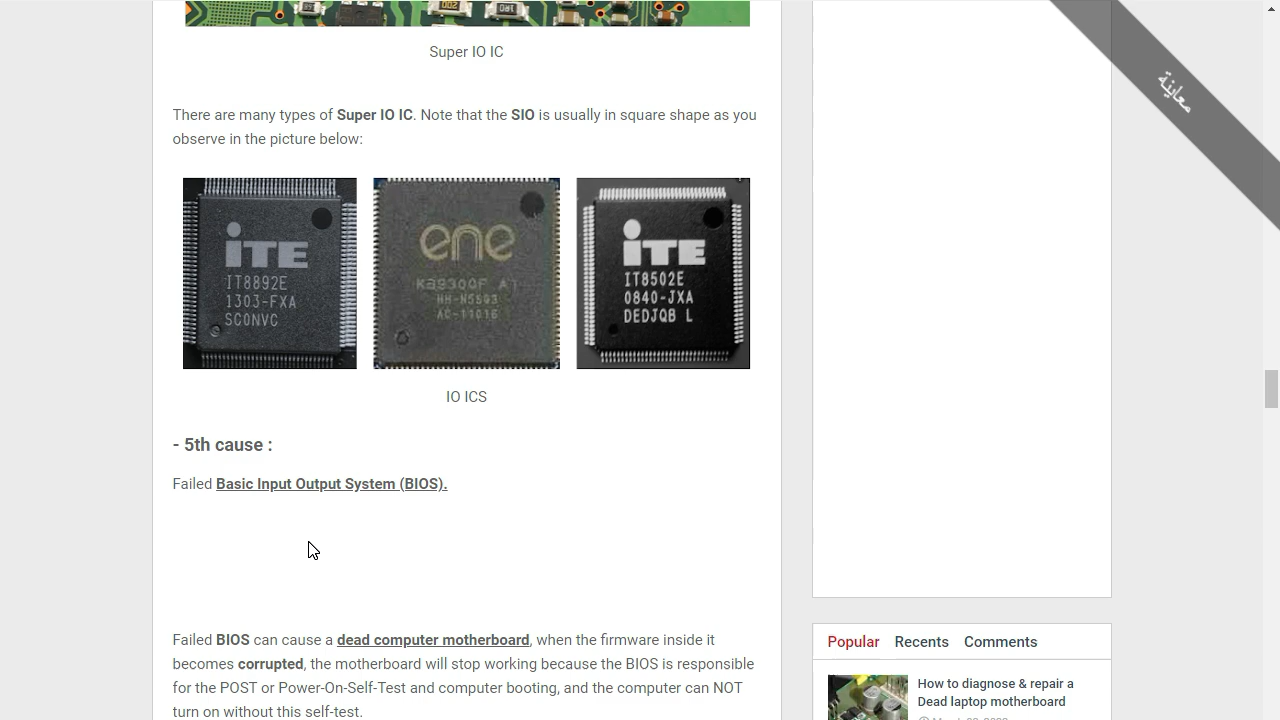 Super IO IC
There are many types of Super IO IC. Note that the SIO is usually in square shape as you
observe in the picture below:
iTE
IT8892E
1303-FXA
SCONVC
ene
HH-N5S93
AC-11016
iTE
IT8502E
0840-JXA
DEDJQB L
IO ICS
- 5th cause :
Failed Basic Input Output System (BIOS).
Failed BIOS can cause a dead computer motherboard, when the firmware inside it
becomes corrupted, the motherboard will stop working because the BIOS is responsible
for the POST or Power-On-Self-Test and computer booting, and the computer can NOT
turn on without this self-test.
معاينة
Popular Recents Comments
How to diagnose & repair a
Dead laptop motherboard